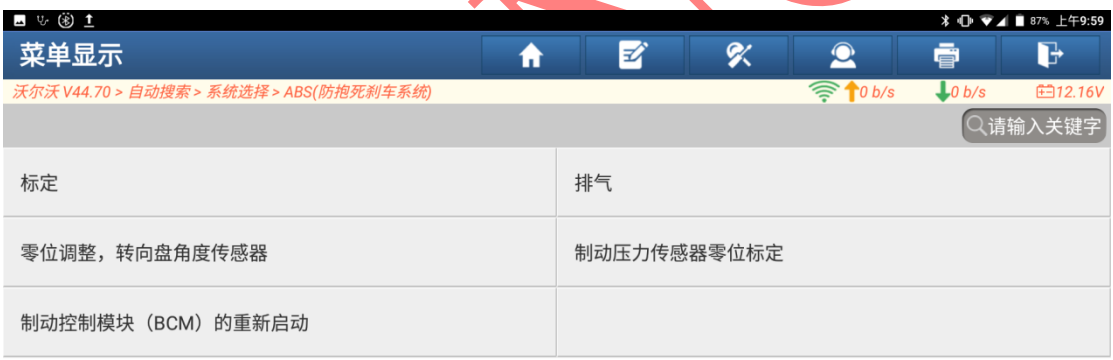 87% 上午9:59
菜单显示
沃尔沃 V44.70 > 自动搜索 > 系统选择 > ABS(防抱死刹车系统) 0 b/s 0 b/s 12.16V
请输入关键字
标定 排气
零位调整，转向盘角度传感器 制动压力传感器零位标定
制动控制模块（BCM）的重新启动